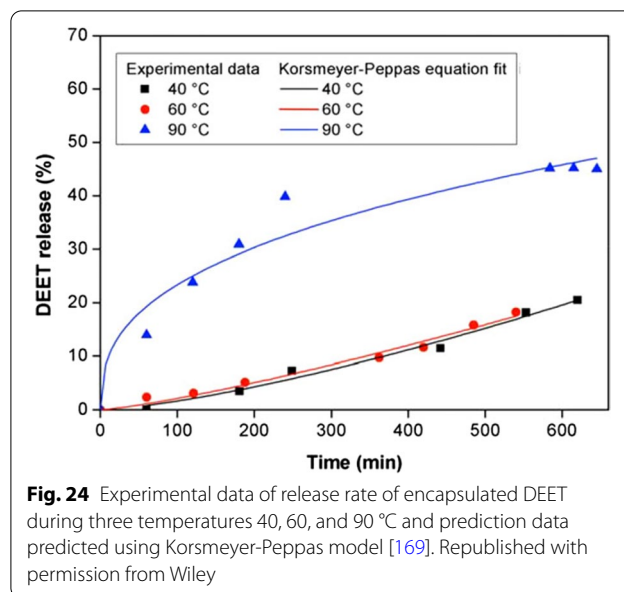 70
60
50
40
30
20
10
0
DEET release (%)
Experimental data Korsmeyer-Peppas equation fit
40 °C 40 °C
60 °C 60 °C
90 °C 90 °C
0 100 200 300 400 500 600
Time (min)
Fig. 24 Experimental data of release rate of encapsulated DEET
during three temperatures 40, 60, and 90 °C and prediction data
predicted using Korsmeyer-Peppas model [169]. Republished with
permission from Wiley